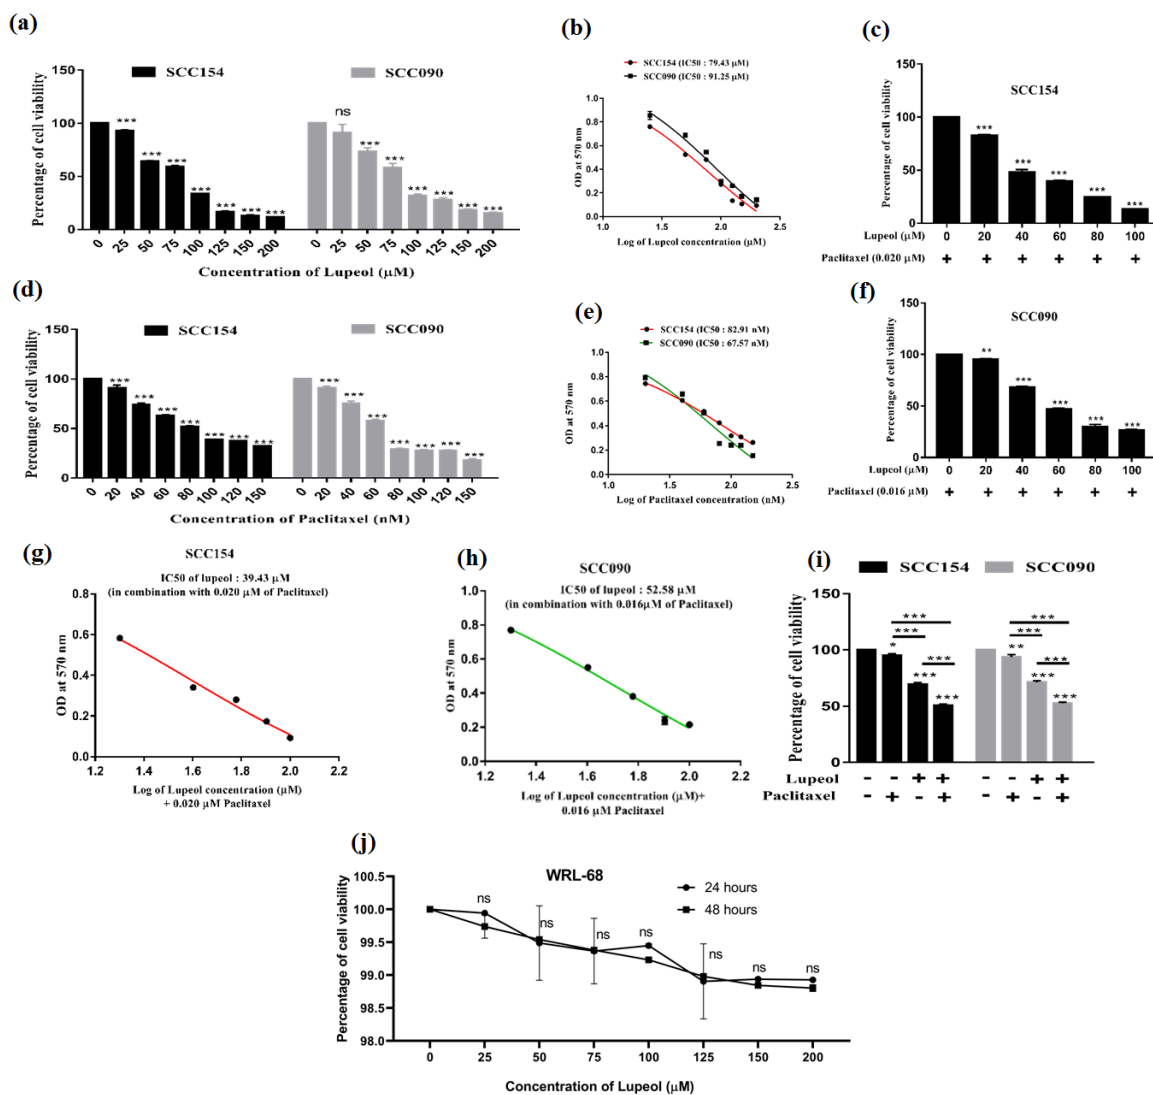 (a)
SCC154 SCC090
Percentage of cell viability
150
100
50
0
*** *** *** *** *** *** ***
ns *** *** *** *** *** ***
0 25 50 75 100 125 150 200 0 25 50 75 100 125 150 200
Concentration of Lupeol (μM)
(b)
SCC154 (IC50 : 79.43 μM)
SCC090 (IC50 : 91.25 μM)
OD at 570 nm
1.0
0.8
0.6
0.4
0.2
0.0
1.0 1.5 2.0 2.5
Log of Lupeol concentration (μM)
(c)
SCC154
Percentage of cell viability
150
100
50
0
*** *** *** *** ***
0 20 40 60 80 100
Lupeol (μM)
Paclitaxel (0.020 μM) + + + + + +
(d)
SCC154 SCC090
Percentage of cell viability
150
100
50
0
*** *** *** *** *** *** ***
*** *** *** *** *** *** ***
0 20 40 60 80 100 120 150 0 20 40 60 80 100 120 150
Concentration of Paclitaxel (nM)
(e)
SCC154 (IC50 : 82.91 nM)
SCC090 (IC50 : 67.57 nM)
OD at 570 nm
1.0
0.8
0.6
0.4
0.2
0.0
1.0 1.5 2.0 2.5
Log of Paclitaxel concentration (nM)
(f)
SCC090
Percentage of cell viability
150
100
50
0
** *** *** *** ***
Lupeol (μM) 0 20 40 60 80 100
Paclitaxel (0.016 μM) + + + + + +
(g)
SCC154
IC50 of lupeol : 39.43 μM
(in combination with 0.020 μM of Paclitaxel)
OD at 570 nm
0.8
0.6
0.4
0.2
0.0
1.2 1.4 1.6 1.8 2.0 2.2
Log of Lupeol concentration (μM)
+ 0.020 μM Paclitaxel
(h)
SCC090
IC50 of lupeol : 52.58 μM
(in combination with 0.016μM of Paclitaxel)
OD at 570 nm
1.0
0.8
0.6
0.4
0.2
0.0
1.2 1.4 1.6 1.8 2.0 2.2
Log of Lupeol concentration (μM)+
0.016 μM Paclitaxel
(i)
SCC154 SCC090
Percentage of cell viability
150
100
50
0
*** ***
*** ***
* *** ** ***
*** ***
*** ***
Lupeol - - + + - - + +
Paclitaxel - + - + - + - +
(j)
WRL-68
24 hours
48 hours
Percentage of cell viability
100.5
100.0
99.5
99.0
98.5
98.0
ns ns ns ns ns ns ns
0 25 50 75 100 125 150 200
Concentration of Lupeol (μM)